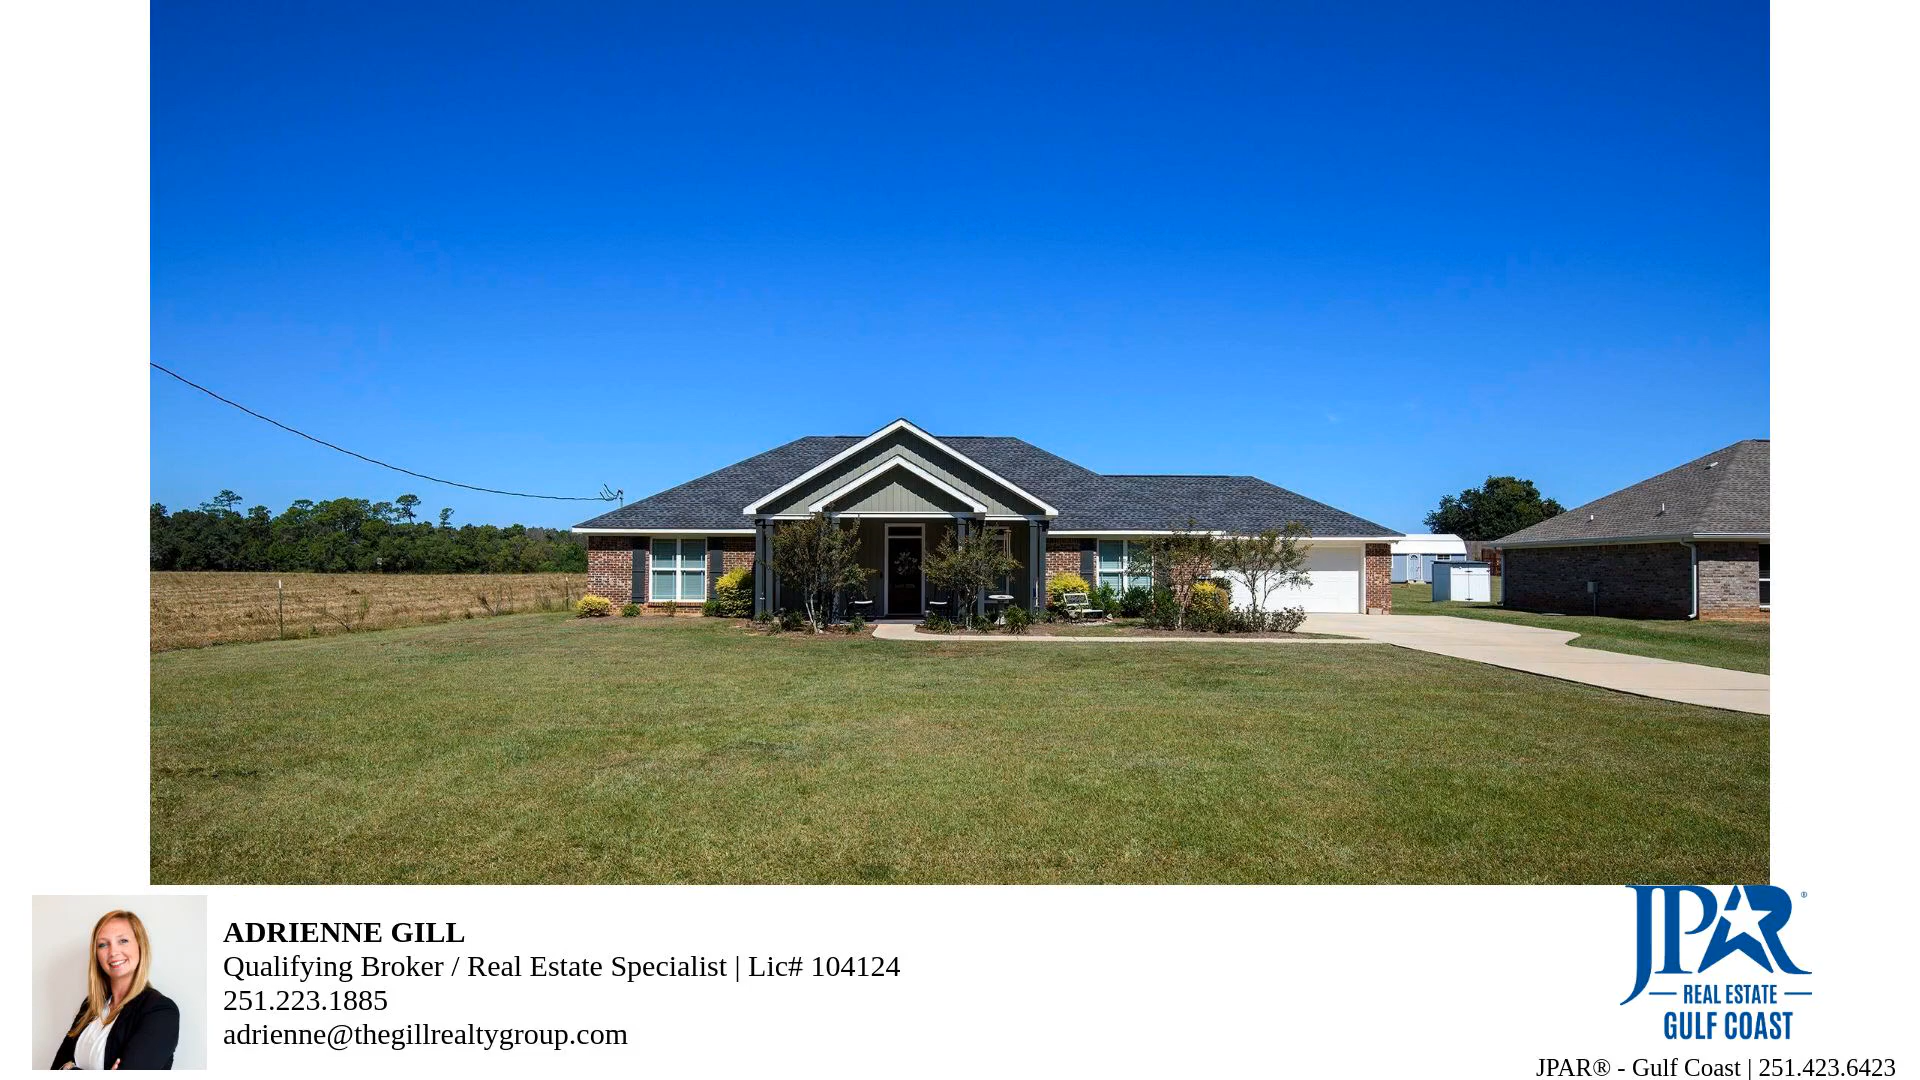 ADRIENNE GILL
Qualifying Broker / Real Estate Specialist | Lic# 104124
251.223.1885
adrienne@thegillrealtygroup.com
JPAR®
REAL ESTATE
GULF COAST
JPAR® - Gulf Coast | 251.423.6423